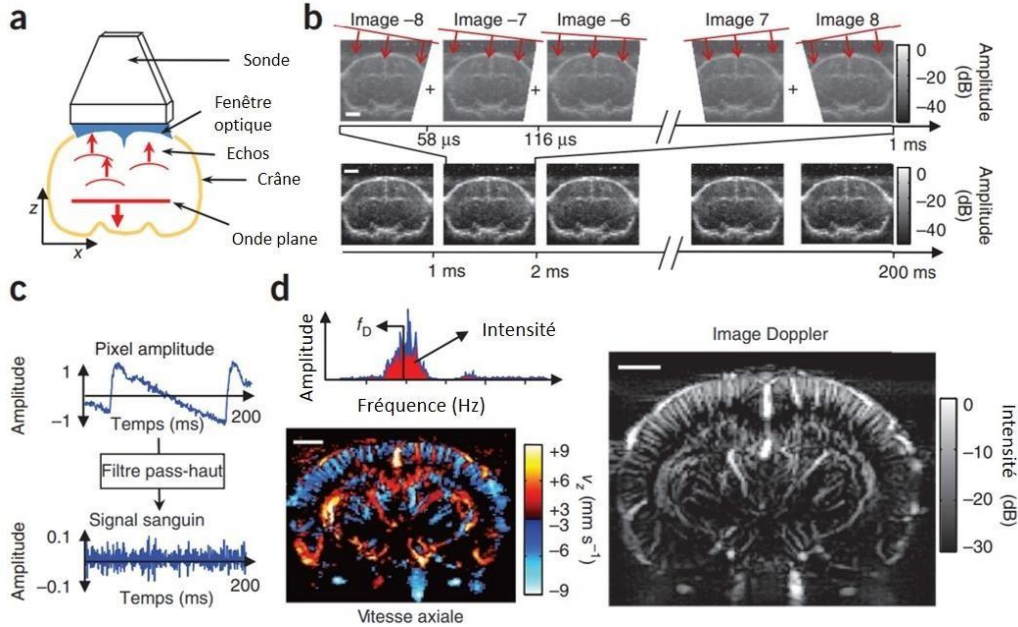 a
Sonde
Fenêtre
optique
Echos
Crâne
Onde plane
z
x
b
Image –8
Image –7
Image –6
Image 7
Image 8
+
+
+
58 µs
116 µs
1 ms
0
–20
–40
Amplitude
(dB)
1 ms
2 ms
200 ms
0
–20
–40
Amplitude
(dB)
c
Pixel amplitude
Amplitude
1
–1
Temps (ms)
200
Filtre pass-haut
Signal sanguin
Amplitude
0.1
–0.1
Temps (ms)
200
d
Amplitude
fD
Intensité
Fréquence (Hz)
+9
+6
+3
–3
–6
–9
vz (mm s–1)
Vitesse axiale
Image Doppler
0
–10
–20
–30
Intensité
(dB)